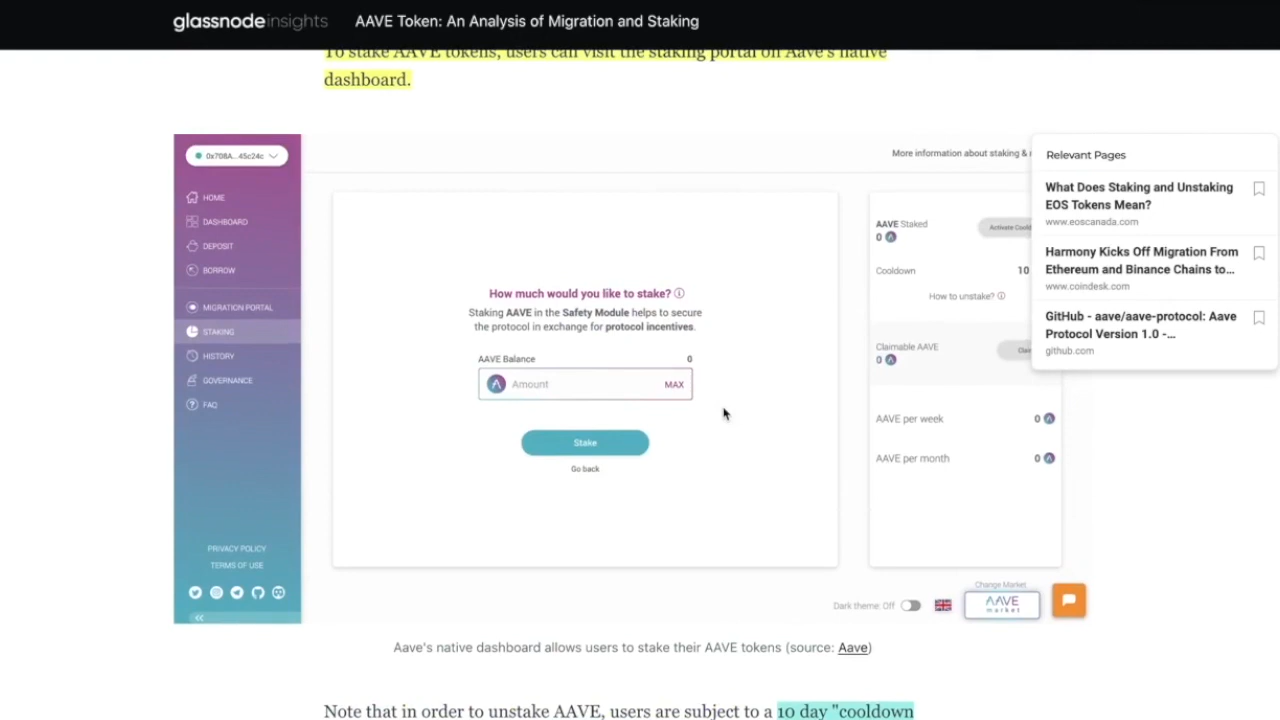 glassnode insights
AAVE Token: An Analysis of Migration and Staking
To stake AAVE tokens, users can visit the staking portal on Aave's native
dashboard.
0x708A...45c24c
HOME
DASHBOARD
DEPOSIT
BORROW
MIGRATION PORTAL
STAKING
HISTORY
GOVERNANCE
FAQ
PRIVACY POLICY
TERMS OF USE
More information about staking &
How much would you like to stake?
Staking AAVE in the Safety Module helps to secure
the protocol in exchange for protocol incentives.
AAVE Balance 0
Amount MAX
Stake
Go back
AAVE Staked
0
Activate Coold
Cooldown 10
How to unstake?
Claimable AAVE
0
Clai
AAVE per week 0
AAVE per month 0
Relevant Pages
What Does Staking and Unstaking
EOS Tokens Mean?
www.eoscanada.com
Harmony Kicks Off Migration From
Ethereum and Binance Chains to...
www.coindesk.com
GitHub - aave/aave-protocol: Aave
Protocol Version 1.0 -...
github.com
Dark theme: Off
Change Market
AAVE
market
Aave's native dashboard allows users to stake their AAVE tokens (source: Aave)
Note that in order to unstake AAVE, users are subject to a 10 day "cooldown